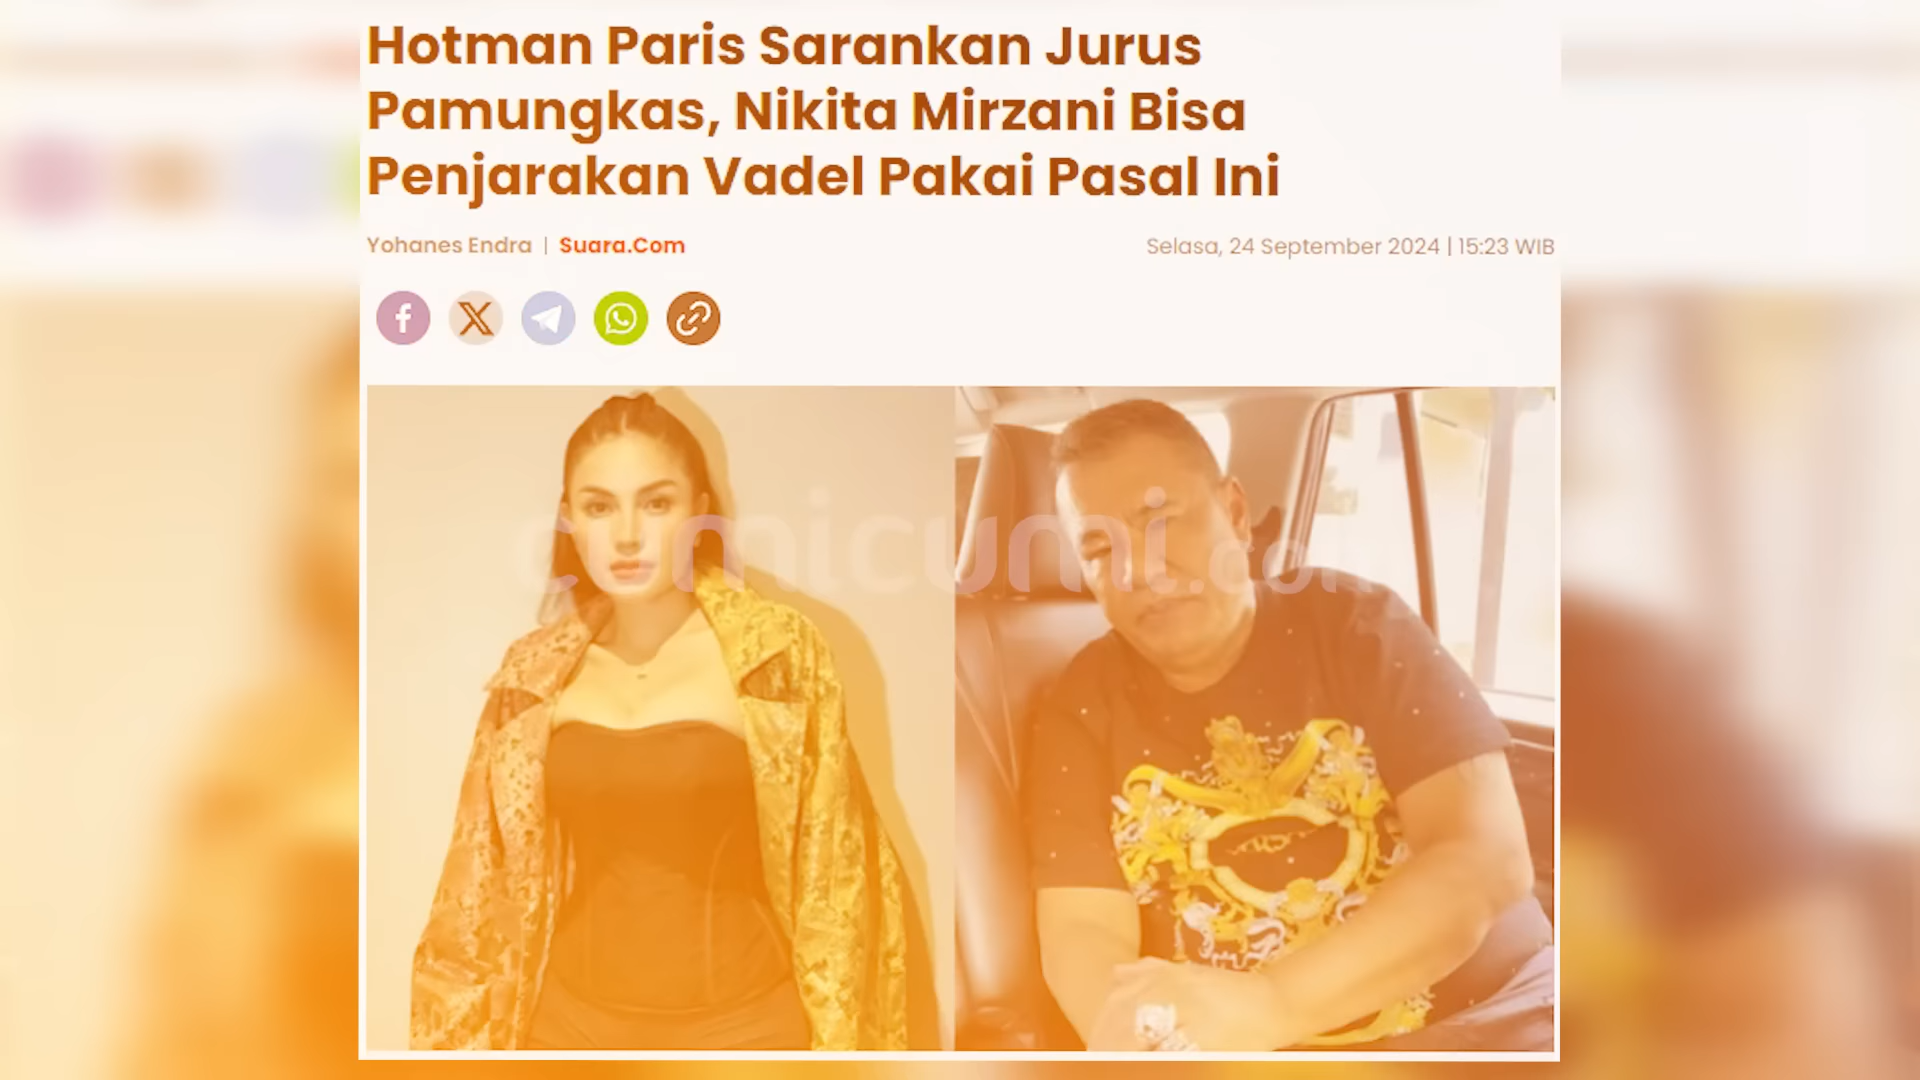 Hotman Paris Sarankan Jurus
Pamungkas, Nikita Mirzani Bisa
Penjarakan Vadel Pakai Pasal Ini
Yohanes Endra | Suara.Com
Selasa, 24 September 2024 | 15:23 WIB
cumicumi.com